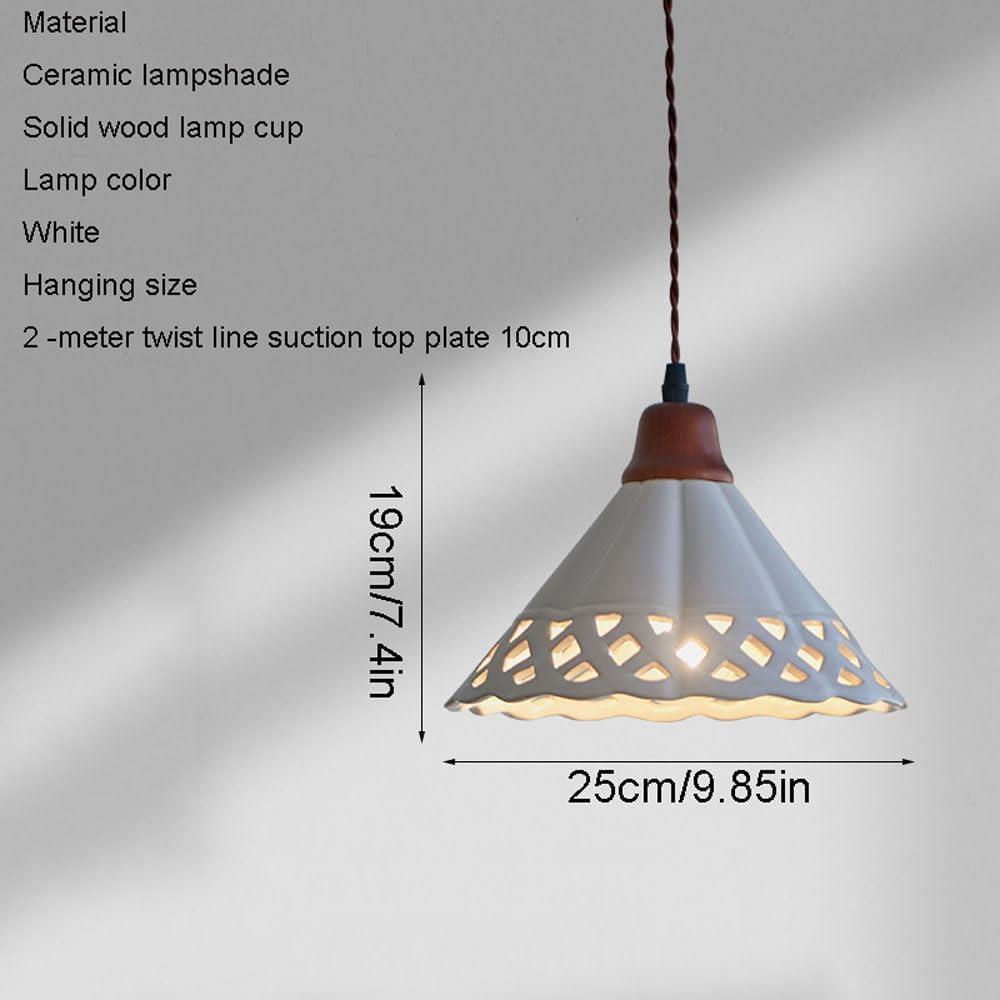 Material
Ceramic lampshade
Solid wood lamp cup
Lamp color
White
Hanging size
2 -meter twist line suction top plate 10cm
19cm/7.4in
25cm/9.85in